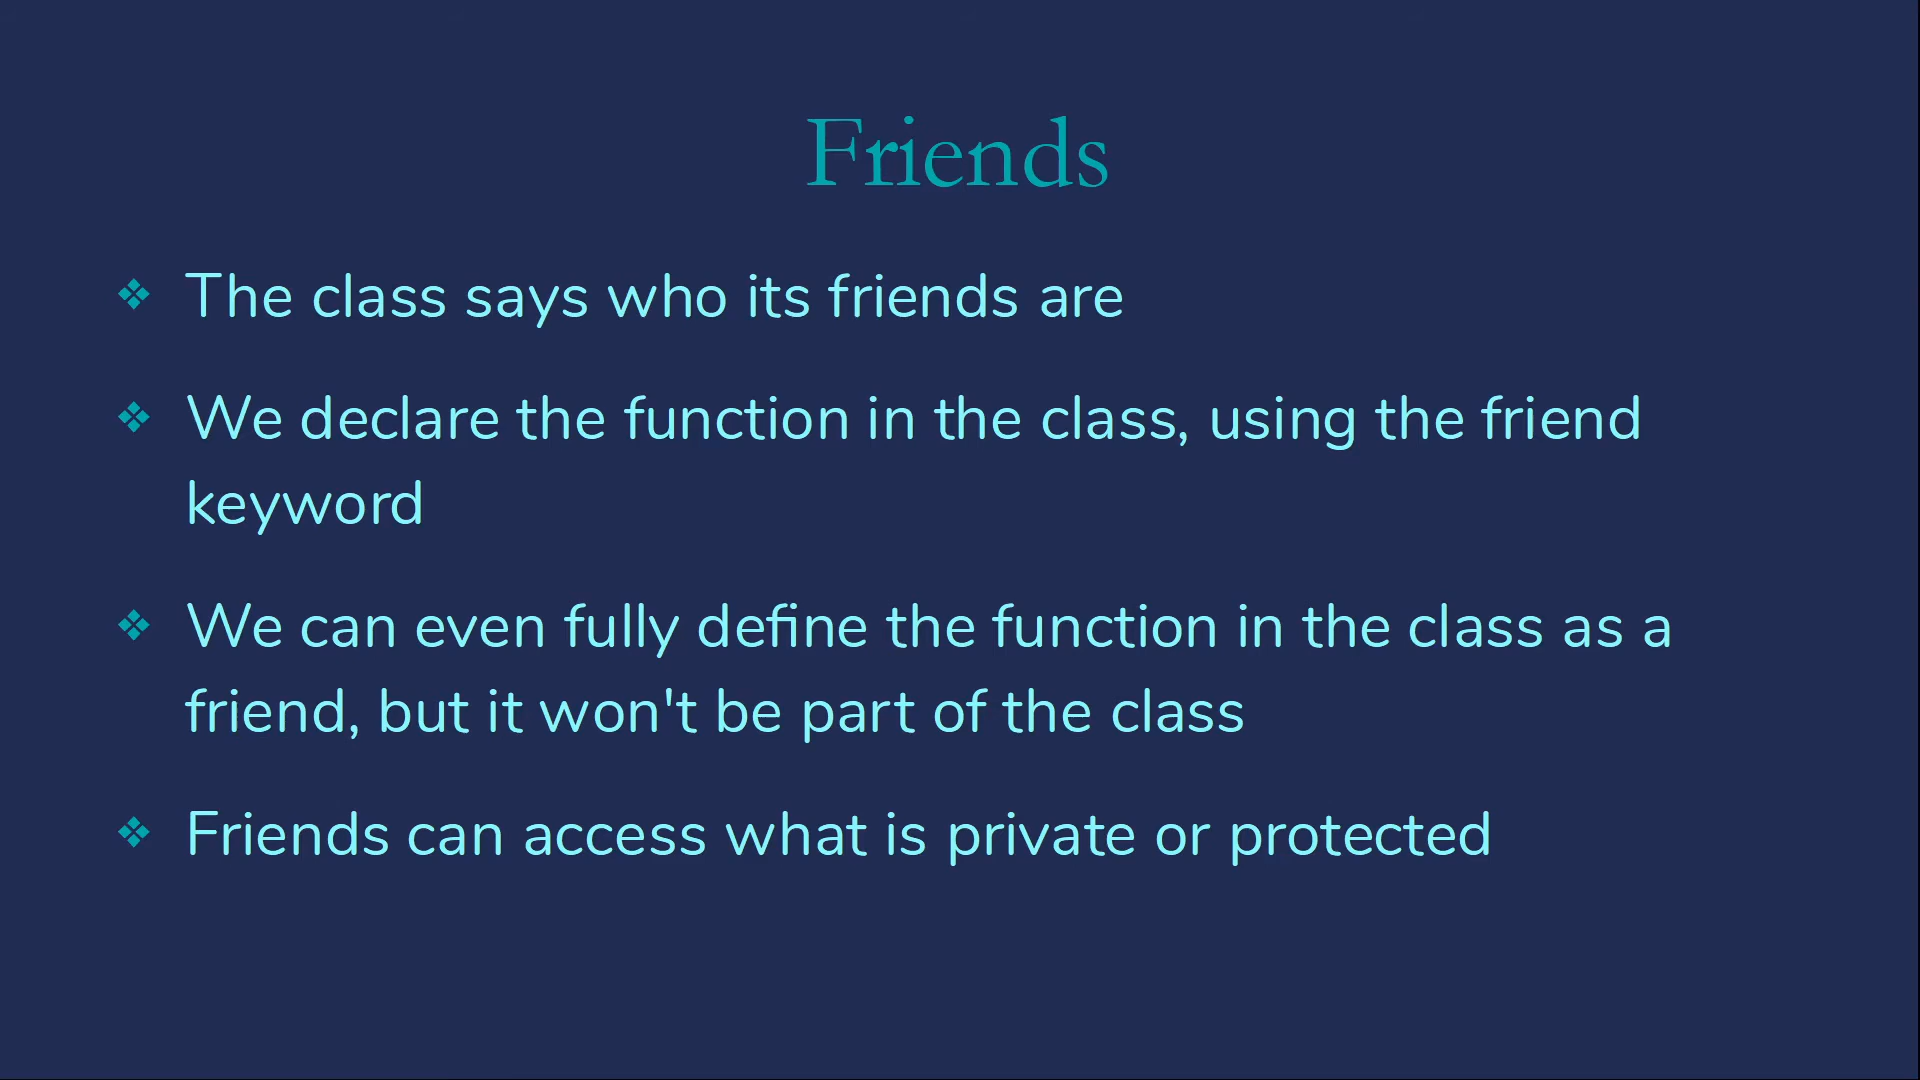 Friends
❖ The class says who its friends are
❖ We declare the function in the class, using the friend
keyword
❖ We can even fully define the function in the class as a
friend, but it won't be part of the class
❖ Friends can access what is private or protected